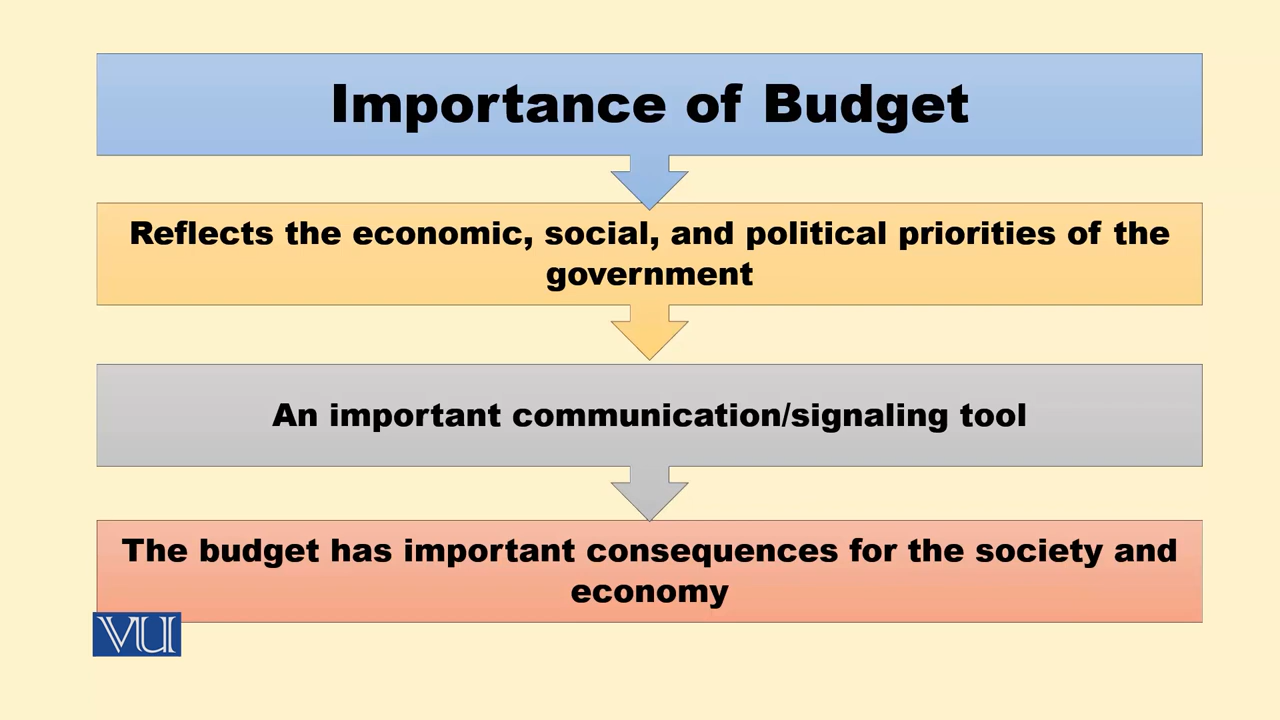 Importance of Budget
Reflects the economic, social, and political priorities of the
government
An important communication/signaling tool
The budget has important consequences for the society and
economy
VU